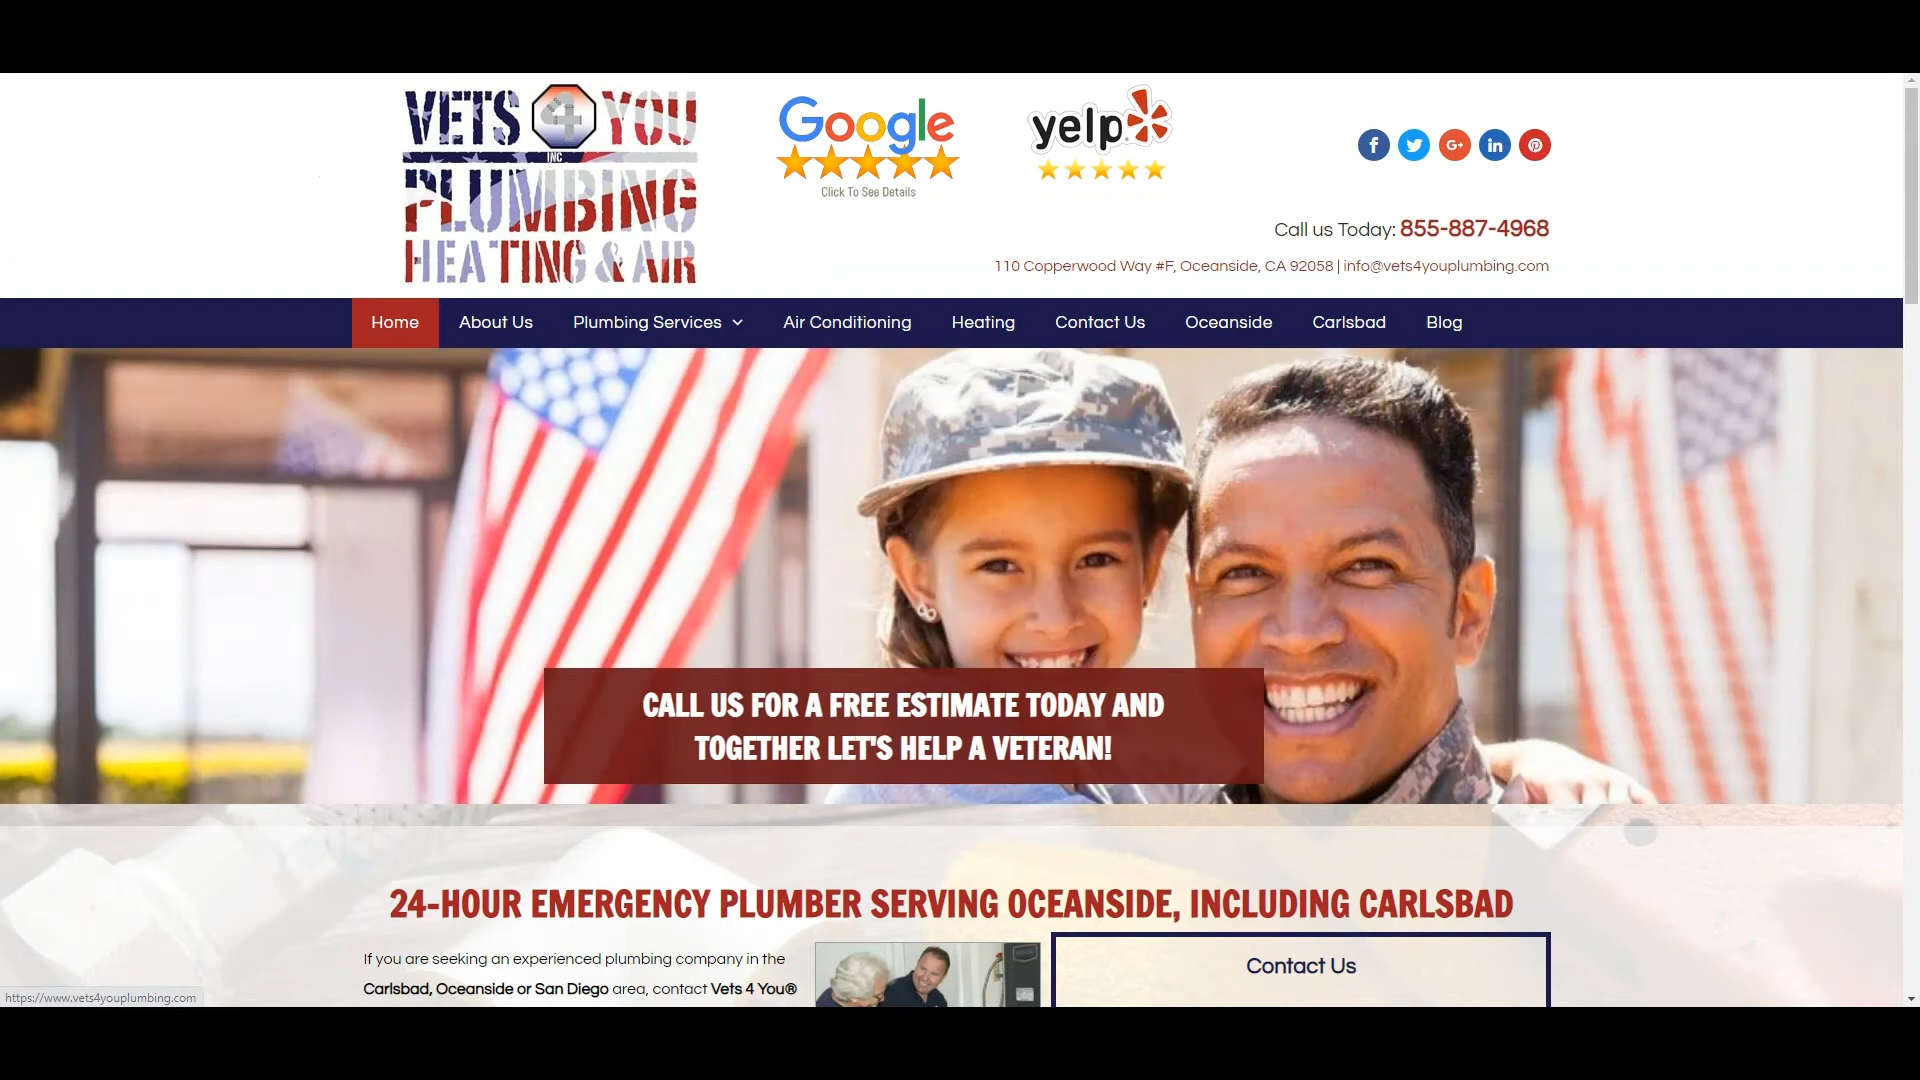 VETS 4 YOU
INC
PLUMBING
HEATING & AIR
Google
Click To See Details
yelp
Call us Today: 855-887-4968
110 Copperwood Way #F, Oceanside, CA 92058 | info@vets4youplumbing.com
Home About Us Plumbing Services Air Conditioning Heating Contact Us Oceanside Carlsbad Blog
CALL US FOR A FREE ESTIMATE TODAY AND
TOGETHER LET'S HELP A VETERAN!
24-HOUR EMERGENCY PLUMBER SERVING OCEANSIDE, INCLUDING CARLSBAD
If you are seeking an experienced plumbing company in the
Carlsbad, Oceanside or San Diego area, contact Vets 4 You®
Contact Us
https://www.vets4youplumbing.com